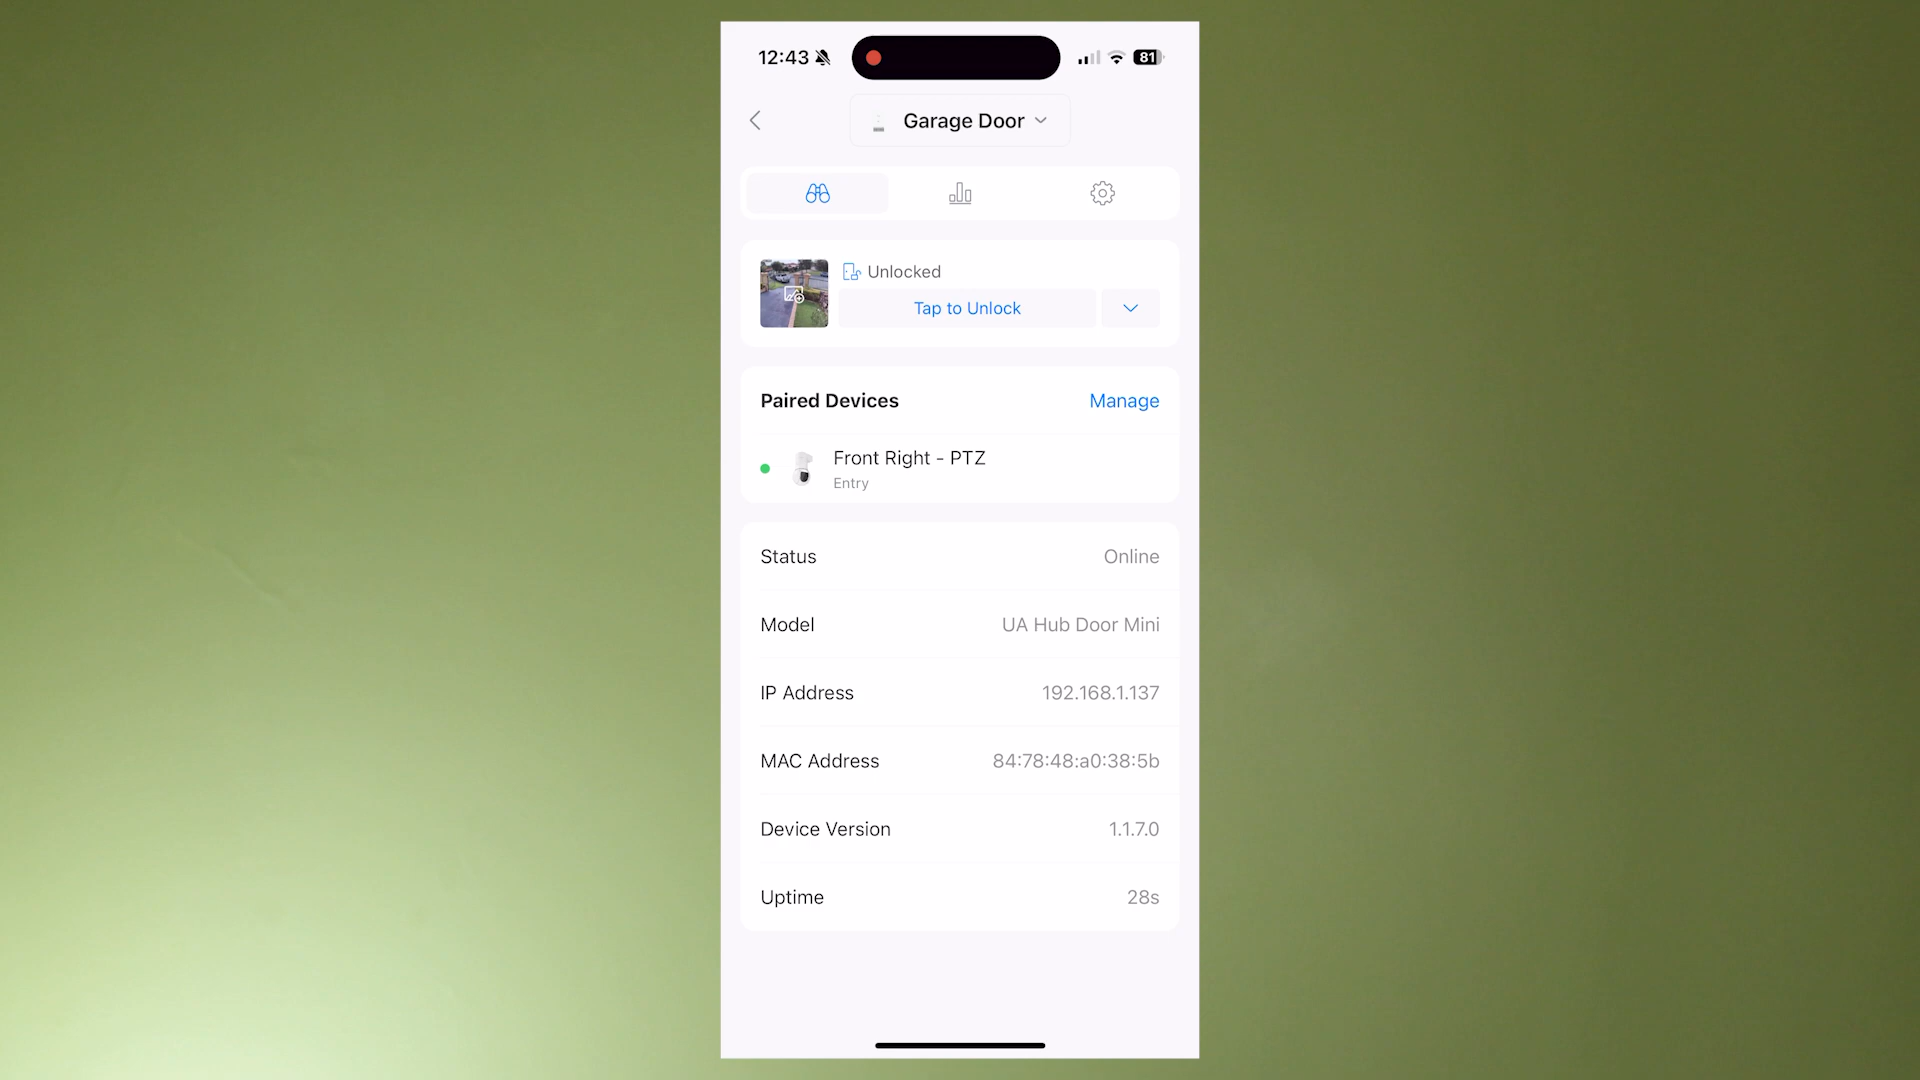 12:43
81
Garage Door
Unlocked
Tap to Unlock
Paired Devices
Manage
Front Right - PTZ
Entry
Status
Online
Model
UA Hub Door Mini
IP Address
192.168.1.137
MAC Address
84:78:48:a0:38:5b
Device Version
1.1.7.0
Uptime
28s